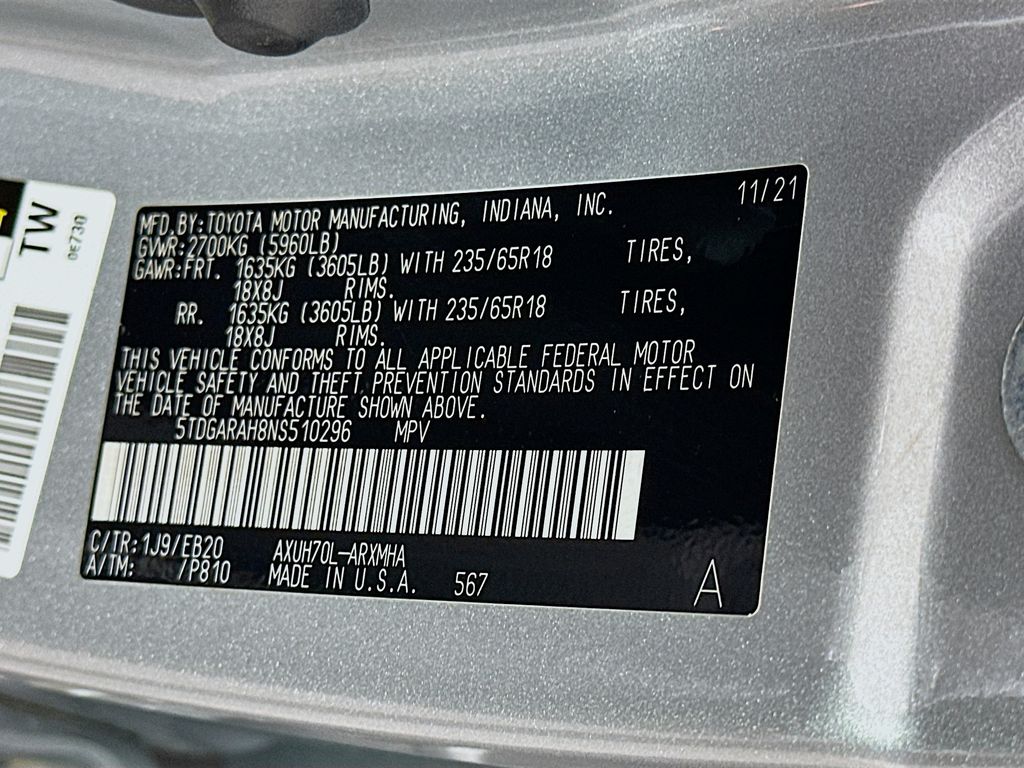 11/21
MFD.BY:TOYOTA MOTOR MANUFACTURING, INDIANA, INC.
GVWR:2700KG (5960LB)
GAWR:FRT. 1635KG (3605LB) WITH 235/65R18 TIRES,
18X8J RIMS.
RR. 1635KG (3605LB) WITH 235/65R18 TIRES,
18X8J RIMS.
THIS VEHICLE CONFORMS TO ALL APPLICABLE FEDERAL MOTOR
VEHICLE SAFETY AND THEFT PREVENTION STANDARDS IN EFFECT ON
THE DATE OF MANUFACTURE SHOWN ABOVE.
5TDGARAH8NS510296 MPV
C/TR:1J9/EB20 AXUH70L-ARXMHA
A/TM: /P810 MADE IN U.S.A. 567
A
TW
0E730